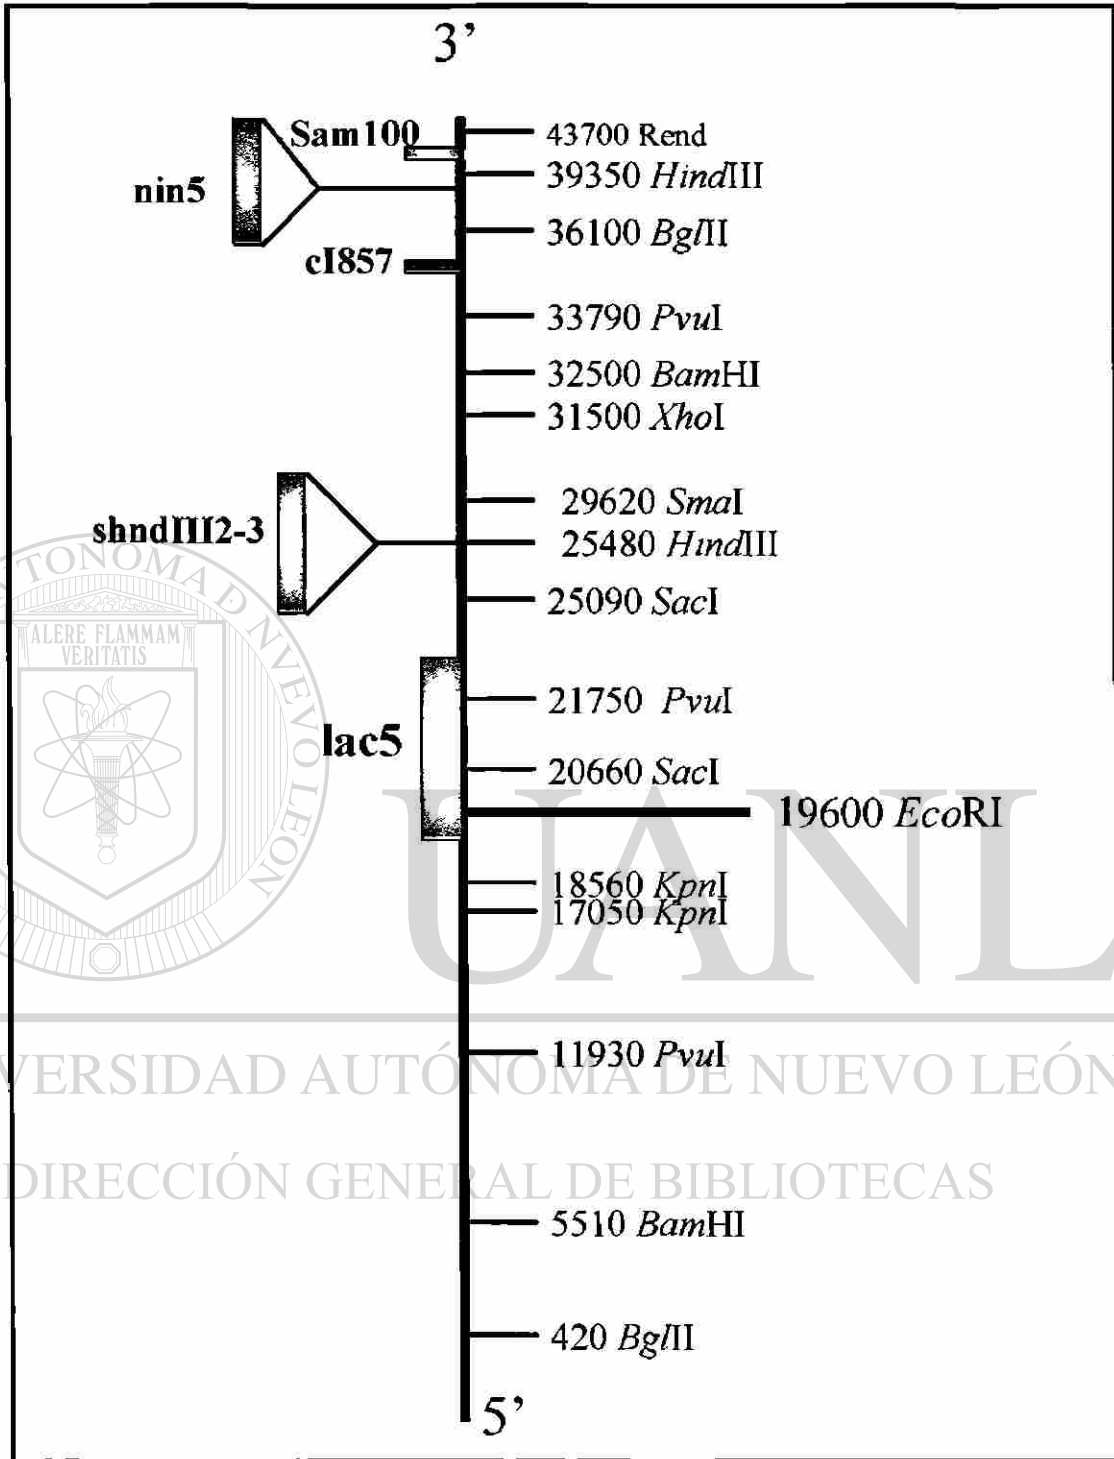 3’
Sam100
43700 Rend
39350 HindIII
nin5
36100 BglII
cI857
33790 PvuI
32500 BamHI
31500 XhoI
29620 SmaI
shndIII2-3
25480 HindIII
25090 SacI
ALERE FLAMMAM
VERITATIS
21750 PvuI
lac5
20660 SacI
19600 EcoRI
18560 KpnI
17050 KpnI
UANL
11930 PvuI
VERSIDAD AUTÓNOMA DE NUEVO LEÓN
DIRECCIÓN GENERAL DE BIBLIOTECAS
5510 BamHI
420 BglII
5’